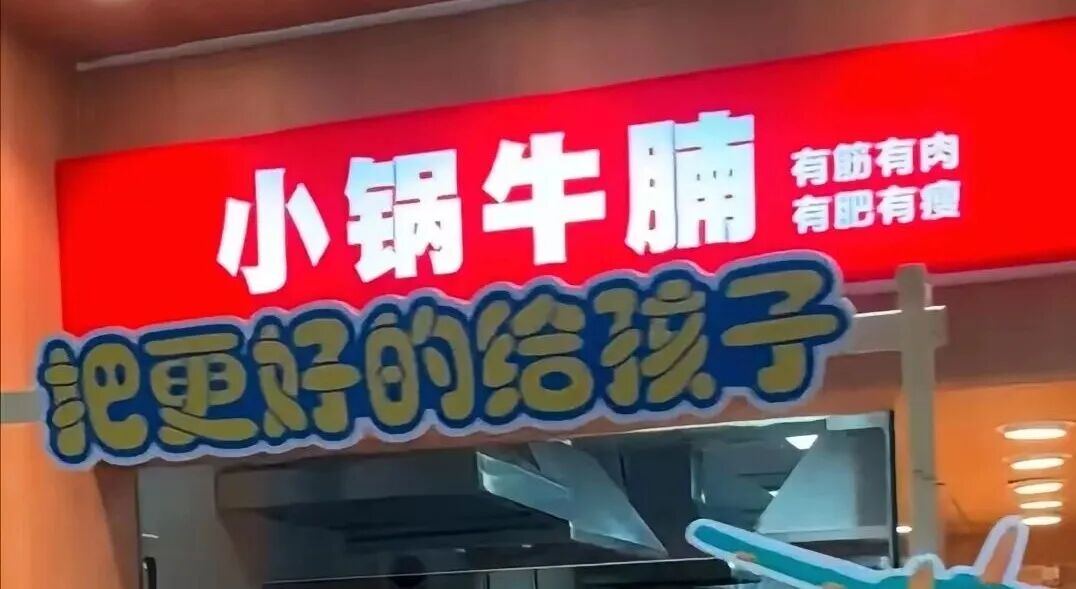 小锅牛腩
有筋有肉
有肥有瘦
把更好的给孩子